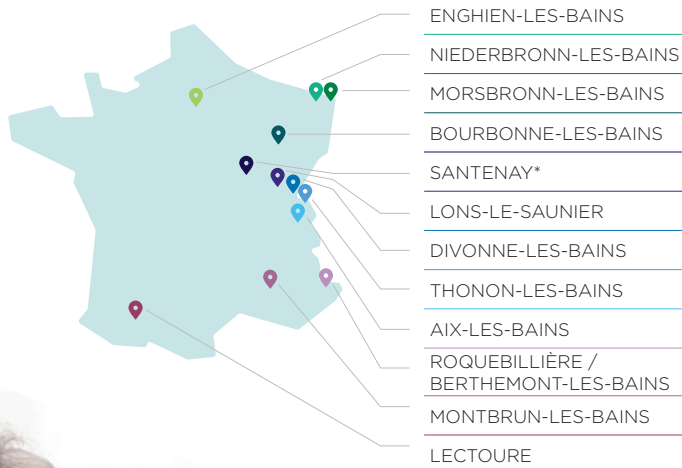 ENGHIEN-LES-BAINS
NIEDERBRONN-LES-BAINS
MORSBRONN-LES-BAINS
BOURBONNE-LES-BAINS
SANTENAY*
LONS-LE-SAUNIER
DIVONNE-LES-BAINS
THONON-LES-BAINS
AIX-LES-BAINS
ROQUEBILLIÈRE /
BERTHEMONT-LES-BAINS
MONTBRUN-LES-BAINS
LECTOURE